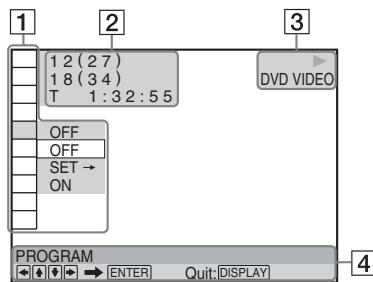 1
2
3
12(27)
18(34)
T 1:32:55
DVD VIDEO
OFF
OFF
SET →
ON
PROGRAM
ENTER Quit: DISPLAY
4